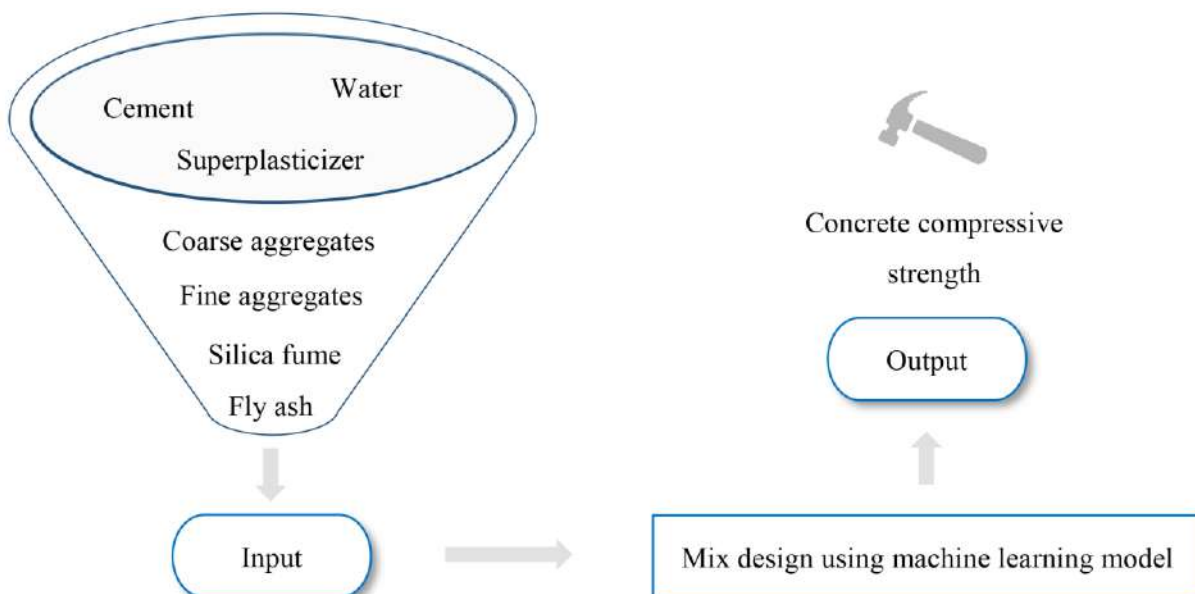 Water
Cement
Superplasticizer
Coarse aggregates
Fine aggregates
Silica fume
Fly ash
Input
Mix design using machine learning model
Output
Concrete compressive
strength